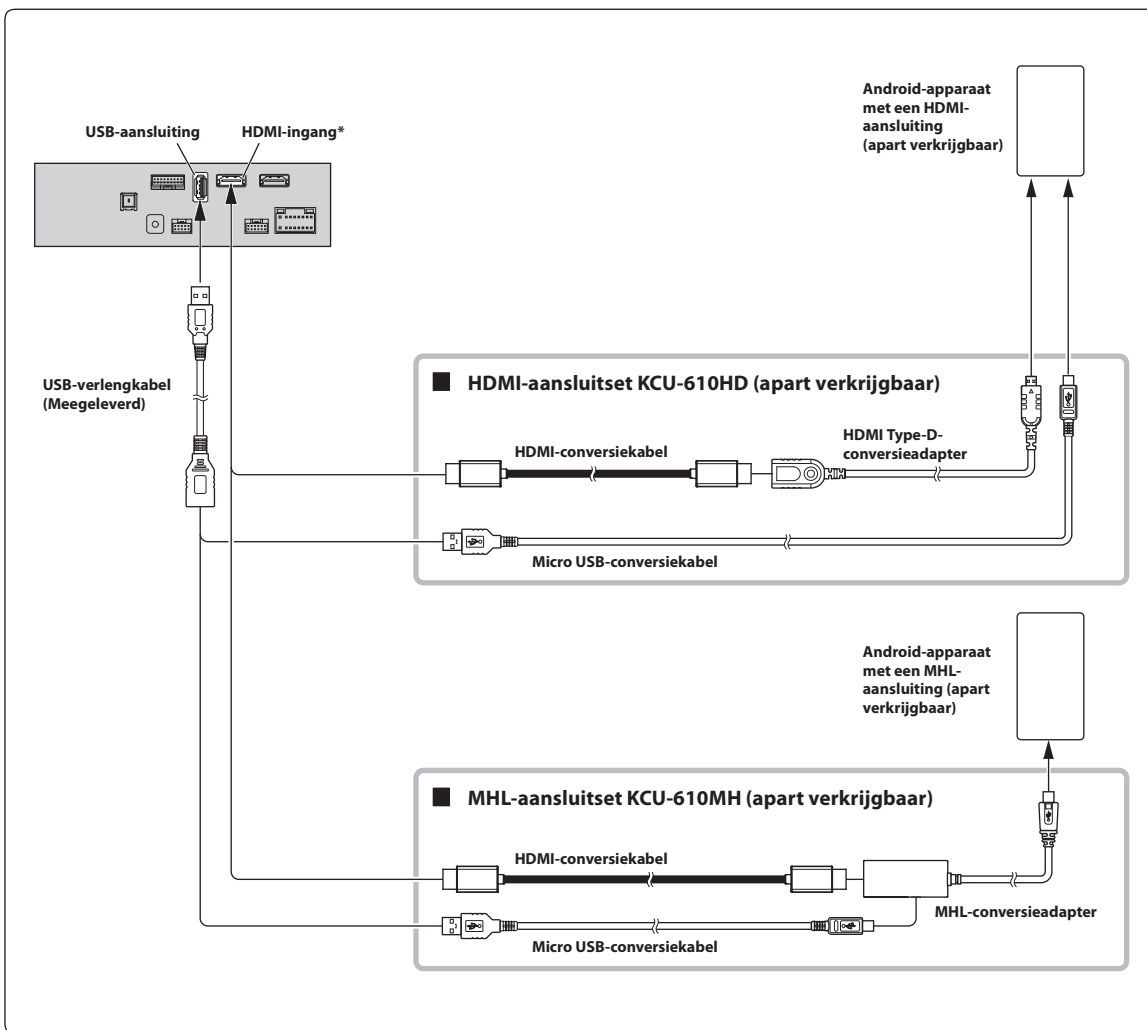 Android-apparaat
met een HDMI-
aansluiting
(apart verkrijgbaar)
USB-aansluiting
HDMI-ingang*
USB-verlengkabel
(Meegeleverd)
■ HDMI-aansluitset KCU-610HD (apart verkrijgbaar)
HDMI-conversiekabel
HDMI Type-D-
conversieadapter
Micro USB-conversiekabel
Android-apparaat
met een MHL-
aansluiting (apart
verkrijgbaar)
■ MHL-aansluitset KCU-610MH (apart verkrijgbaar)
HDMI-conversiekabel
MHL-conversieadapter
Micro USB-conversiekabel